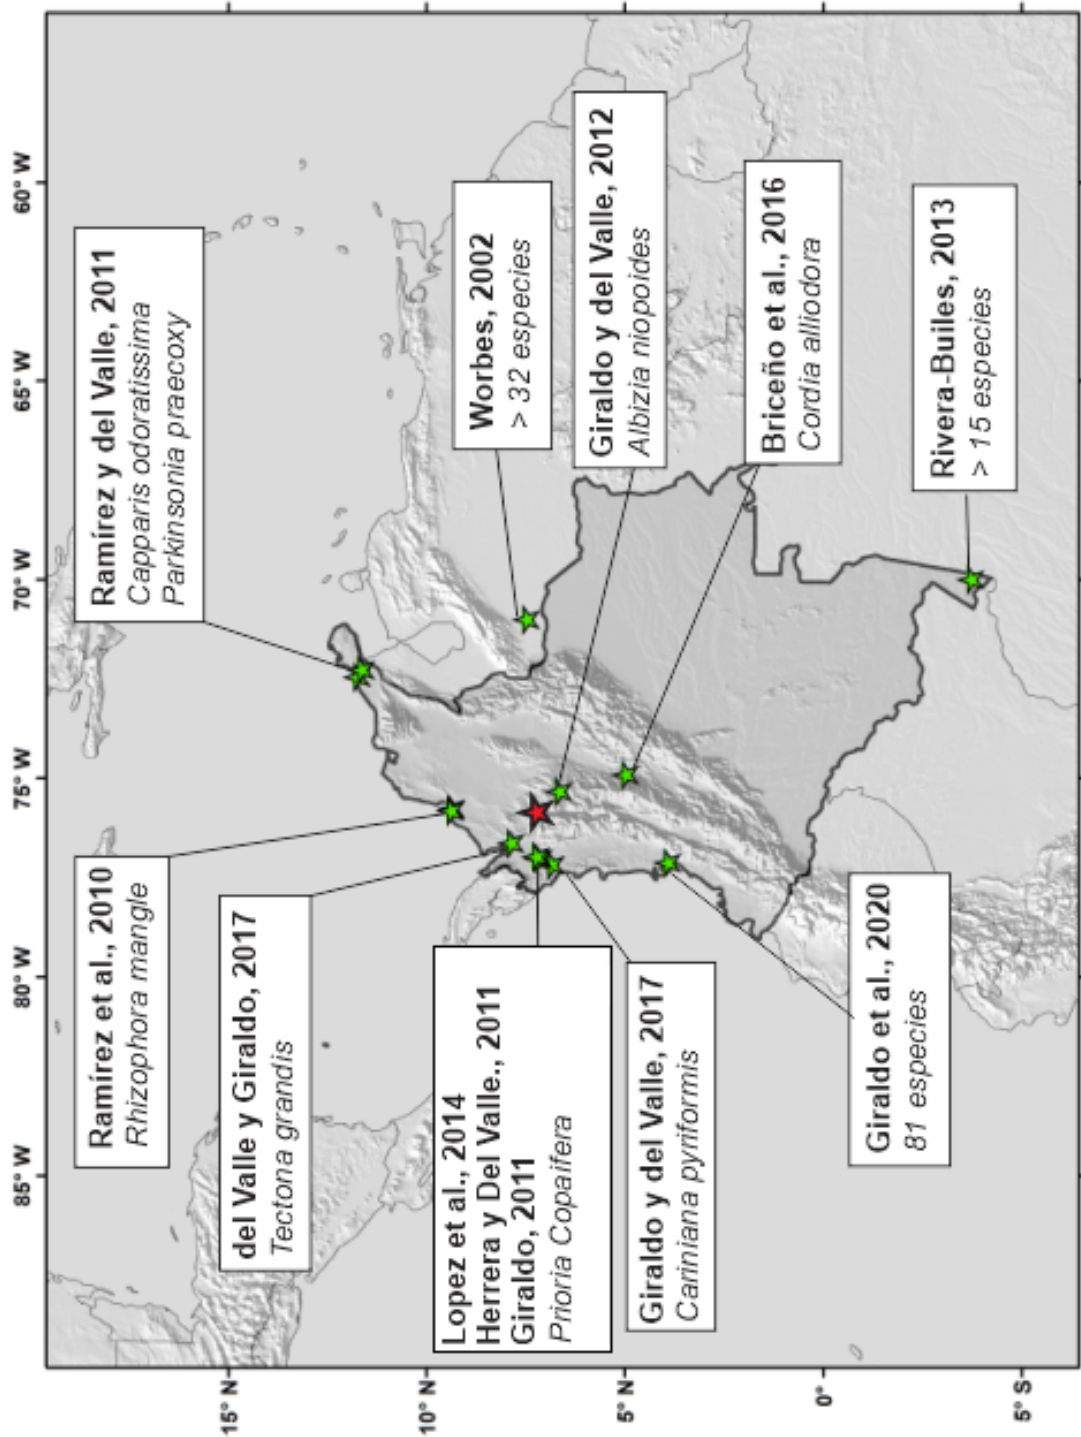 Ramírez y del Valle, 2011
Capparis odoratissima
Parkinsonia praecoxy
Ramírez et al., 2010
Rhizophora mangle
del Valle y Giraldo, 2017
Tectona grandis
Worbes, 2002
> 32 especies
Lopez et al., 2014
Herrera y Del Valle., 2011
Giraldo, 2011
Prioria Copaifera
Giraldo y del Valle, 2012
Albizia niopoides
Giraldo y del Valle, 2017
Cariniana pyriformis
Briceño et al., 2016
Cordia alliodora
Giraldo et al., 2020
81 especies
Rivera-Builes, 2013
> 15 especies
85° W
80° W
75° W
70° W
65° W
60° W
15° N
10° N
5° N
0°
5° S